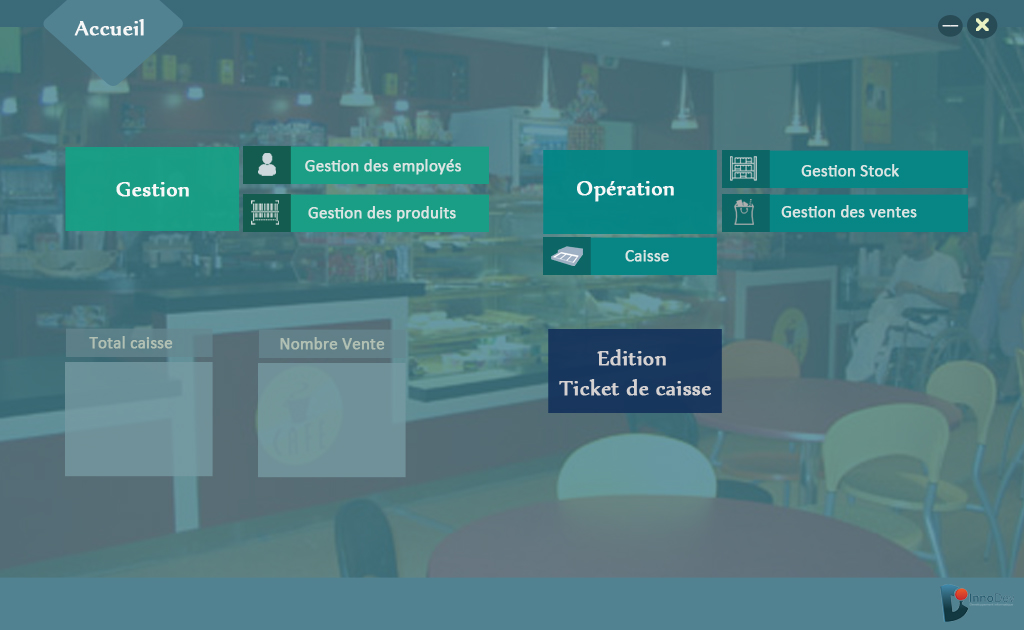 Accueil
Gestion
Gestion des employés
Gestion des produits
Opération
Gestion Stock
Gestion des ventes
Caisse
Total caisse
Nombre Vente
Edition
Ticket de caisse
CAFE
InnoDev